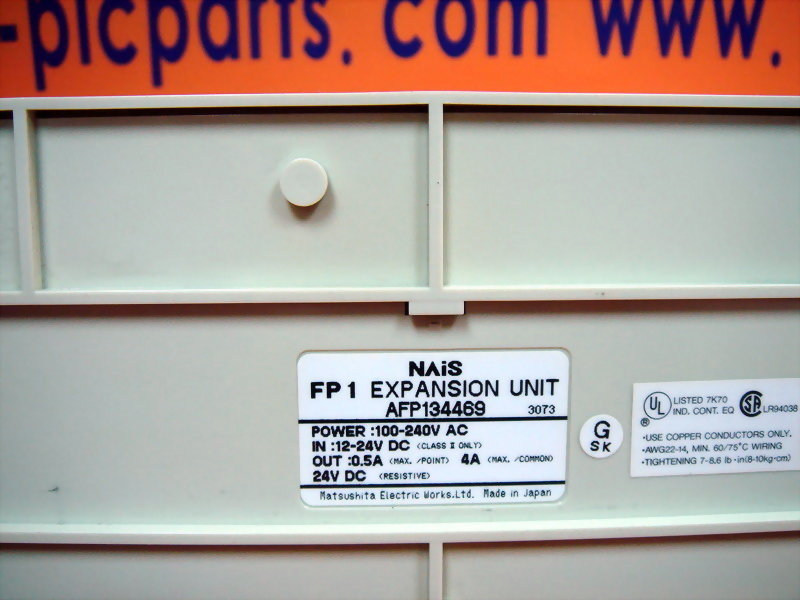 -plcparts. com www.
NAiS
FP1 EXPANSION UNIT
AFP134469 3073
POWER :100-240V AC
IN :12-24V DC (CLASS Ⅱ ONLY)
OUT :0.5A (MAX. /POINT) 4A (MAX. /COMMON)
24V DC (RESISTIVE)
Matsushita Electric Works.Ltd. Made in Japan
G
SK
UL ® LISTED 7K70
IND. CONT. EQ SA LR94038
•USE COPPER CONDUCTORS ONLY.
•AWG22-14, MIN. 60/75°C WIRING
•TIGHTENING 7-8.6 lb•in(8-10kg•cm)